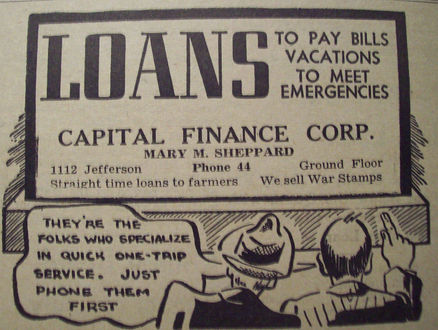 LOANS
TO PAY BILLS
VACATIONS
TO MEET
EMERGENCIES
CAPITAL FINANCE CORP.
MARY M. SHEPPARD
1112 Jefferson Phone 44 Ground Floor
Straight time loans to farmers We sell War Stamps
THEY'RE THE
FOLKS WHO SPECIALIZE
IN QUICK ONE-TRIP
SERVICE. JUST
PHONE THEM
FIRST